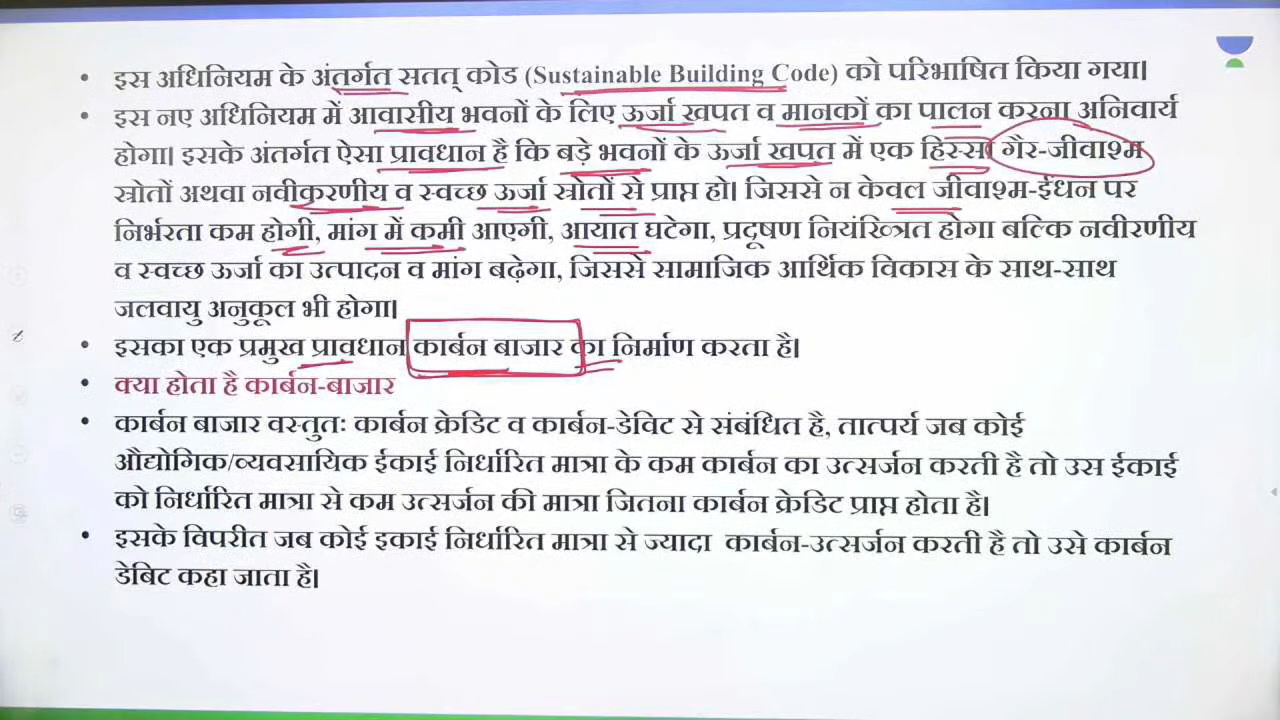 • इस अधिनियम के अंतर्गत सतत् कोड (Sustainable Building Code) को परिभाषित किया गया।
• इस नए अधिनियम में आवासीय भवनों के लिए ऊर्जा खपत व मानकों का पालन करना अनिवार्य
होगा। इसके अंतर्गत ऐसा प्रावधान है कि बड़े भवनों के ऊर्जा खपत में एक हिस्सा गैर-जीवाश्म
स्रोतों अथवा नवीकरणीय व स्वच्छ ऊर्जा स्रोतों से प्राप्त हो। जिससे न केवल जीवाश्म-ईंधन पर
निर्भरता कम होगी, मांग में कमी आएगी, आयात घटेगा, प्रदूषण नियंख्त्रित होगा बल्कि नवीरणीय
व स्वच्छ ऊर्जा का उत्पादन व मांग बढ़ेगा, जिससे सामाजिक आर्थिक विकास के साथ-साथ
जलवायु अनुकूल भी होगा।
• इसका एक प्रमुख प्रावधान कार्बन बाजार का निर्माण करता है।
• क्या होता है कार्बन-बाजार
• कार्बन बाजार वस्तुतः कार्बन क्रेडिट व कार्बन-डेविट से संबंधित है, तात्पर्य जब कोई
औद्योगिक/व्यवसायिक ईकाई निर्धारित मात्रा के कम कार्बन का उत्सर्जन करती है तो उस ईकाई
को निर्धारित मात्रा से कम उत्सर्जन की मात्रा जितना कार्बन क्रेडिट प्राप्त होता है।
• इसके विपरीत जब कोई इकाई निर्धारित मात्रा से ज्यादा कार्बन-उत्सर्जन करती है तो उसे कार्बन
डेबिट कहा जाता है।